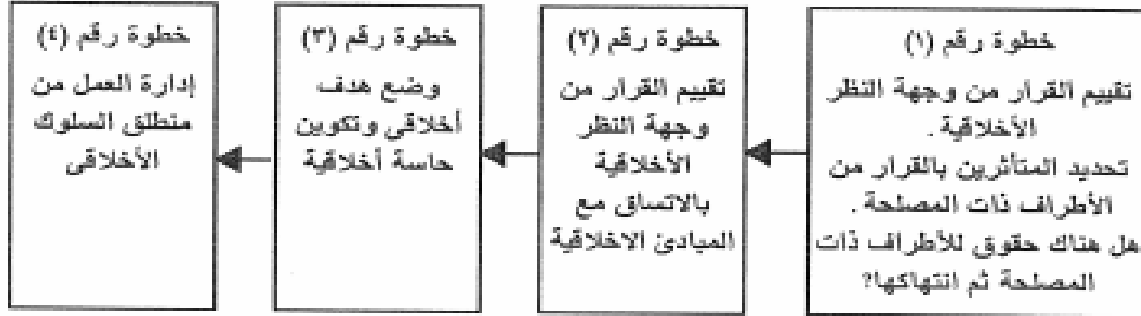 خطوة رقم (١)
تقييم القرار من وجهة النظر
الأخلاقية .
تحديد المتأثرين بالقرار من
الأطراف ذات المصلحة .
هل هناك حقوق للأطراف ذات
المصلحة ثم انتهاكها؟
خطوة رقم (٢)
تقييم القرار من
وجهة النظر
الأخلاقية
بالاتساق مع
المبادئ الاخلاقية
خطوة رقم (٣)
وضع هدف
أخلاقى وتكوين
حاسة أخلاقية
خطوة رقم (٤)
إدارة العمل من
منطلق السلوك
الأخلاقى